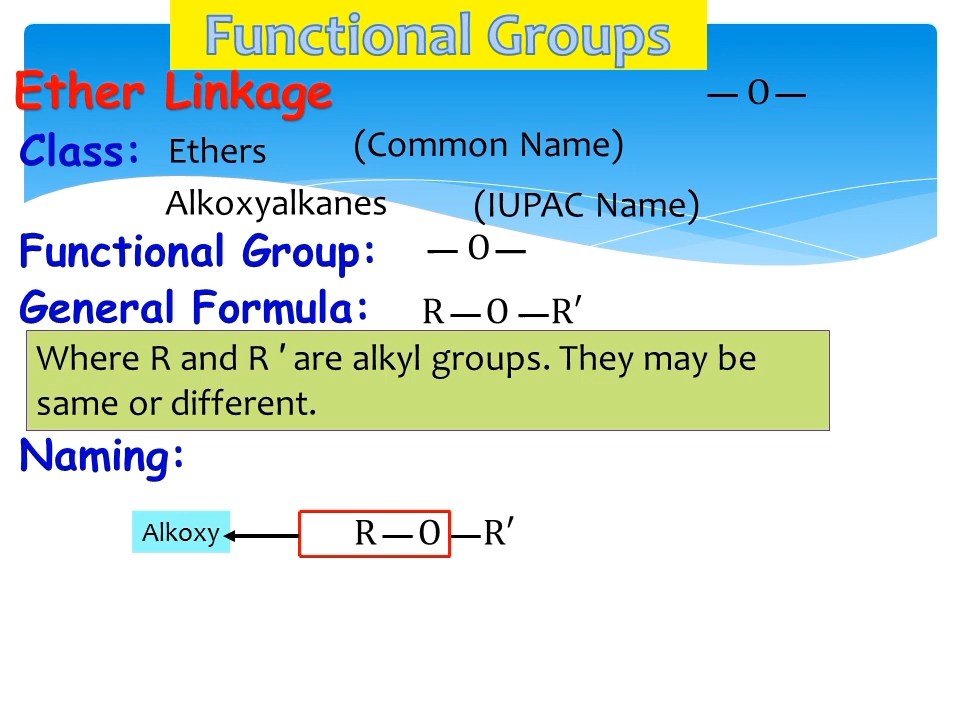 Functional Groups
Ether Linkage — O —
Class: Ethers (Common Name)
Alkoxyalkanes (IUPAC Name)
Functional Group: — O —
General Formula: R — O — R′
Where R and R ′ are alkyl groups. They may be
same or different.
Naming:
Alkoxy R — O — R′